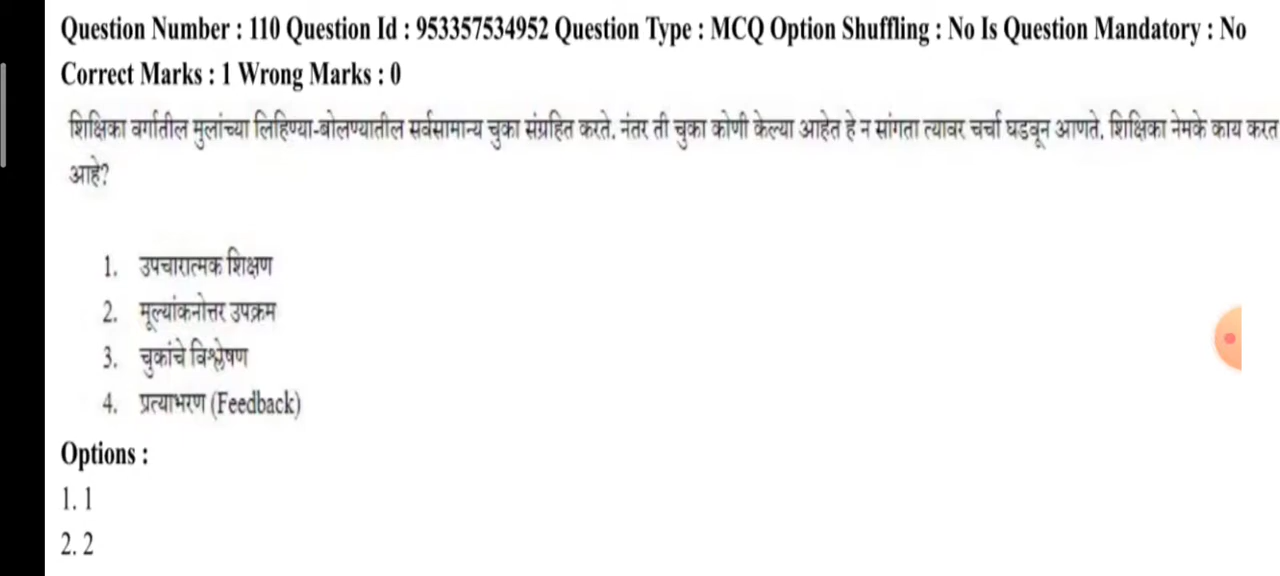 Question Number : 110 Question Id : 953357534952 Question Type : MCQ Option Shuffling : No Is Question Mandatory : No
Correct Marks : 1 Wrong Marks : 0
शिक्षिका वर्गातील मुलांच्या लिहिण्या-बोलण्यातील सर्वसामान्य चुका संग्रहित करते. नंतर ती चुका कोणी केल्या आहेत हे न सांगता त्यावर चर्चा घडवून आणते. शिक्षिका नेमके काय करत
आहे?
1. उपचारात्मक शिक्षण
2. मूल्यांकनोत्तर उपक्रम
3. चुकांचे विश्लेषण
4. प्रत्याभरण (Feedback)
Options :
1. 1
2. 2